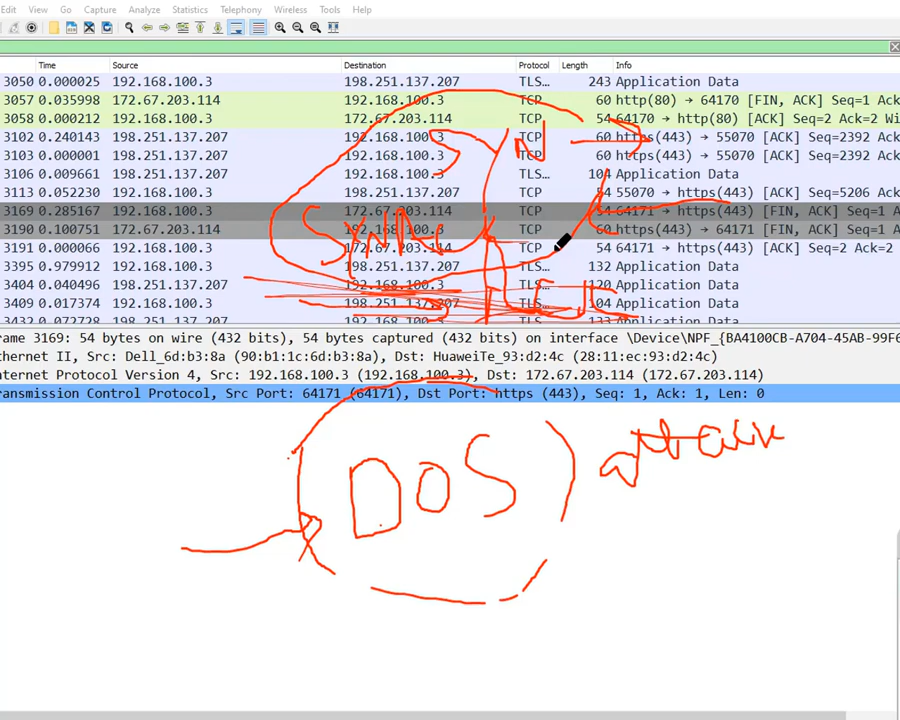 Edit View Go Capture Analyze Statistics Telephony Wireless Tools Help
Time Source Destination Protocol Length Info
3050 0.000025 192.168.100.3 198.251.137.207 TLS… 243 Application Data
3057 0.035998 172.67.203.114 192.168.100.3 TCP 60 http(80) → 64170 [FIN, ACK] Seq=1 Ack
3058 0.000212 192.168.100.3 172.67.203.114 TCP 54 64170 → http(80) [ACK] Seq=2 Ack=2 Wi
3102 0.240143 198.251.137.207 192.168.100.3 TCP 60 https(443) → 55070 [ACK] Seq=2392 Ack
3103 0.000001 198.251.137.207 192.168.100.3 TCP 60 https(443) → 55070 [ACK] Seq=2392 Ack
SYN
3106 0.009661 198.251.137.207 192.168.100.3 TLS… 104 Application Data
3113 0.052230 192.168.100.3 198.251.137.207 TCP 54 55070 → https(443) [ACK] Seq=5206 Ack
3169 0.285167 192.168.100.3 172.67.203.114 TCP 54 64171 → https(443) [FIN, ACK] Seq=1 A
3190 0.100751 172.67.203.114 192.168.100.3 TCP 60 https(443) → 64171 [FIN, ACK] Seq=1 A
3191 0.000066 192.168.100.3 172.67.203.114 TCP 54 64171 → https(443) [ACK] Seq=2 Ack=2
3395 0.979912 192.168.100.3 198.251.137.207 TLS… 132 Application Data
3404 0.040496 198.251.137.207 192.168.100.3 TLS… 120 Application Data
3409 0.017374 192.168.100.3 198.251.137.207 TLS… 104 Application Data
3432 0.072728 198.251.137.207 192.168.100.3 TLS… 133 Application Data
rame 3169: 54 bytes on wire (432 bits), 54 bytes captured (432 bits) on interface \Device\NPF_{BA4100CB-A704-45AB-99F6
thernet II, Src: Dell_6d:b3:8a (90:b1:1c:6d:b3:8a), Dst: HuaweiTe_93:d2:4c (28:11:ec:93:d2:4c)
nternet Protocol Version 4, Src: 192.168.100.3 (192.168.100.3), Dst: 172.67.203.114 (172.67.203.114)
ransmission Control Protocol, Src Port: 64171 (64171), Dst Port: https (443), Seq: 1, Ack: 1, Len: 0
DOS